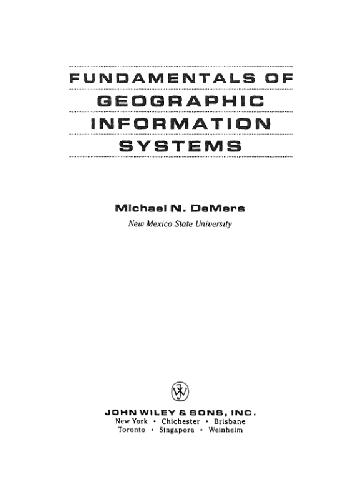 FUNDAMENTALS OF
GEOGRAPHIC
INFORMATION
SYSTEMS
Michael N. DeMers
New Mexico State University
JOHN WILEY & SONS, INC.
New York • Chichester • Brisbane
Toronto • Singapore • Weinheim